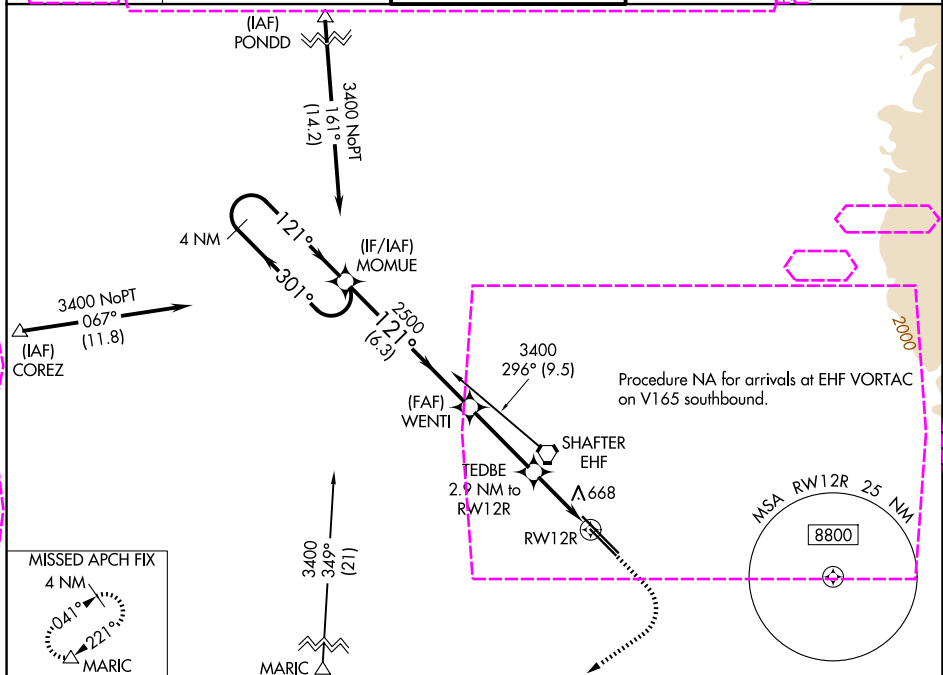 (IAF)
PONDD
3400 NoPT
161°
(14.2)
4 NM
121°
301°
(IF/IAF)
MOMUE
3400 NoPT
067°
(11.8)
(IAF)
COREZ
2500
121°
(6.3)
3400
296° (9.5)
2000
Procedure NA for arrivals at EHF VORTAC
on V165 southbound.
(FAF)
WENTI
SHAFTER
EHF
TEDBE
2.9 NM to
RW12R
668
RW12R
MSA RW12R 25 NM
8800
3400
349°
(21)
MARIC
MISSED APCH FIX
4 NM
041°
221°
MARIC